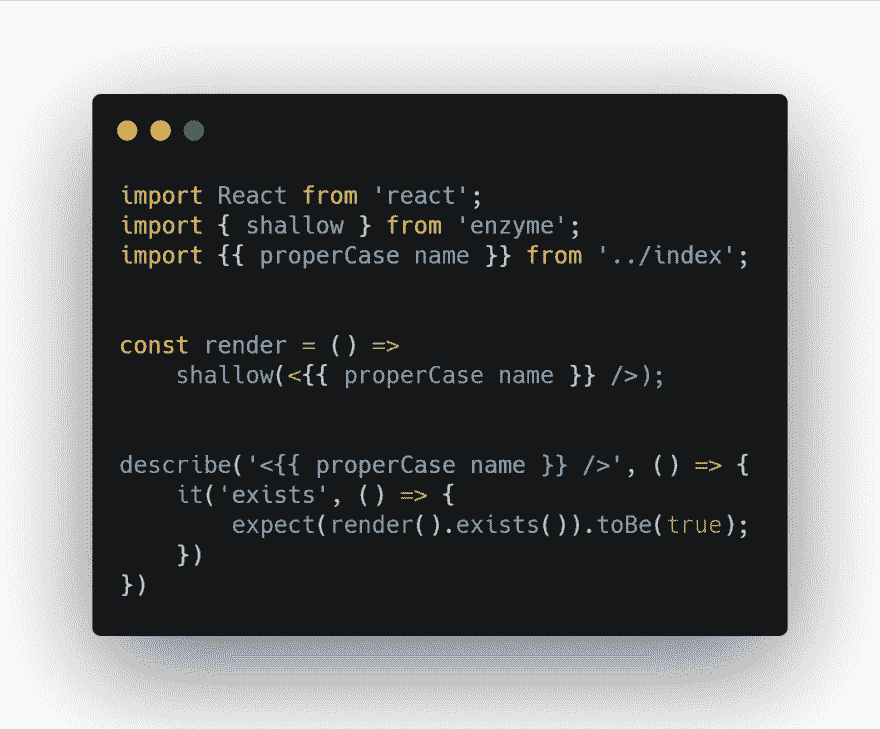 import React from 'react';
import { shallow } from 'enzyme';
import {{ properCase name }} from '../index';
const render = () =>
shallow(<{{ properCase name }} />);
describe('<{{ properCase name }} />', () => {
it('exists', () => {
expect(render().exists()).toBe(true);
})
})